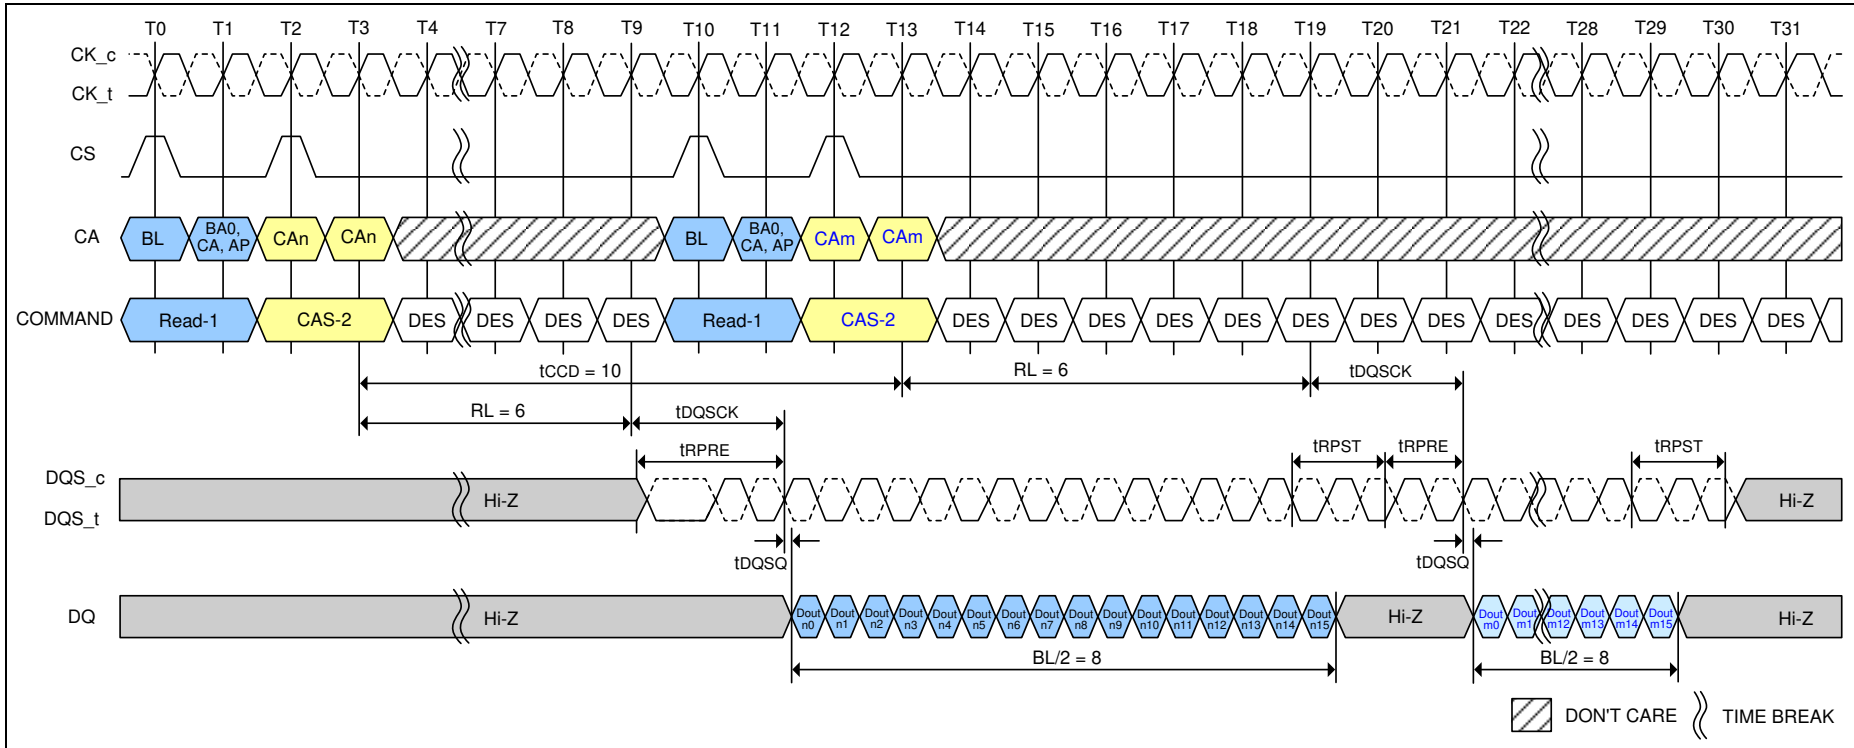 T0 T1 T2 T3 T4 T7 T8 T9 T10 T11 T12 T13 T14 T15 T16 T17 T18 T19 T20 T21 T22 T28 T29 T30 T31
CK_c
CK_t
CS
CA BL BA0, CA, AP CAn CAn BL BA0, CA, AP CAm CAm
COMMAND Read-1 CAS-2 DES DES DES DES Read-1 CAS-2 DES DES DES DES DES DES DES DES DES DES DES DES DES
tCCD = 10 RL = 6 tDQSCK
RL = 6 tDQSCK
tRPRE tRPST tRPRE tRPST
DQS_c
DQS_t
Hi-Z Hi-Z
tDQSQ tDQSQ
DQ Hi-Z Dout n0 Dout n1 Dout n2 Dout n3 Dout n4 Dout n5 Dout n6 Dout n7 Dout n8 Dout n9 Dout n10 Dout n11 Dout n12 Dout n13 Dout n14 Dout n15 Hi-Z Dout m0 Dout m1 Dout m12 Dout m13 Dout m14 Dout m15 Hi-Z
BL/2 = 8 BL/2 = 8
DON'T CARE TIME BREAK